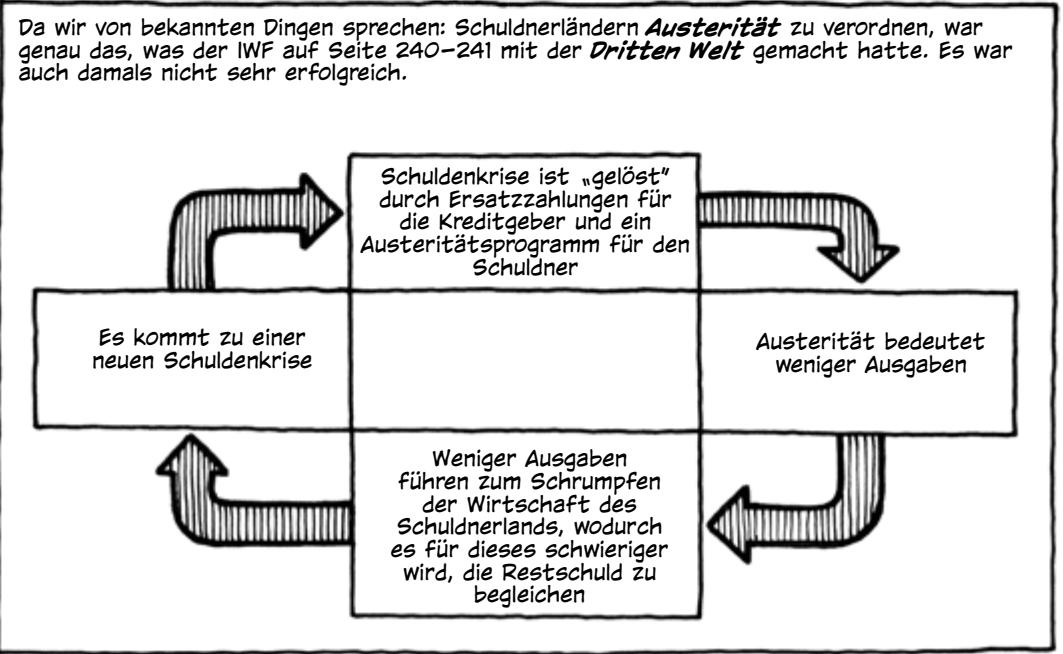 Da wir von bekannten Dingen sprechen: Schuldnerländern Austerität zu verordnen, war
genau das, was der IWF auf Seite 240–241 mit der Dritten Welt gemacht hatte. Es war
auch damals nicht sehr erfolgreich.
Schuldenkrise ist „gelöst“
durch Ersatzzahlungen für
die Kreditgeber und ein
Austeritätsprogramm für den
Schuldner
Austerität bedeutet
weniger Ausgaben
Weniger Ausgaben
führen zum Schrumpfen
der Wirtschaft des
Schuldnerlands, wodurch
es für dieses schwieriger
wird, die Restschuld zu
begleichen
Es kommt zu einer
neuen Schuldenkrise